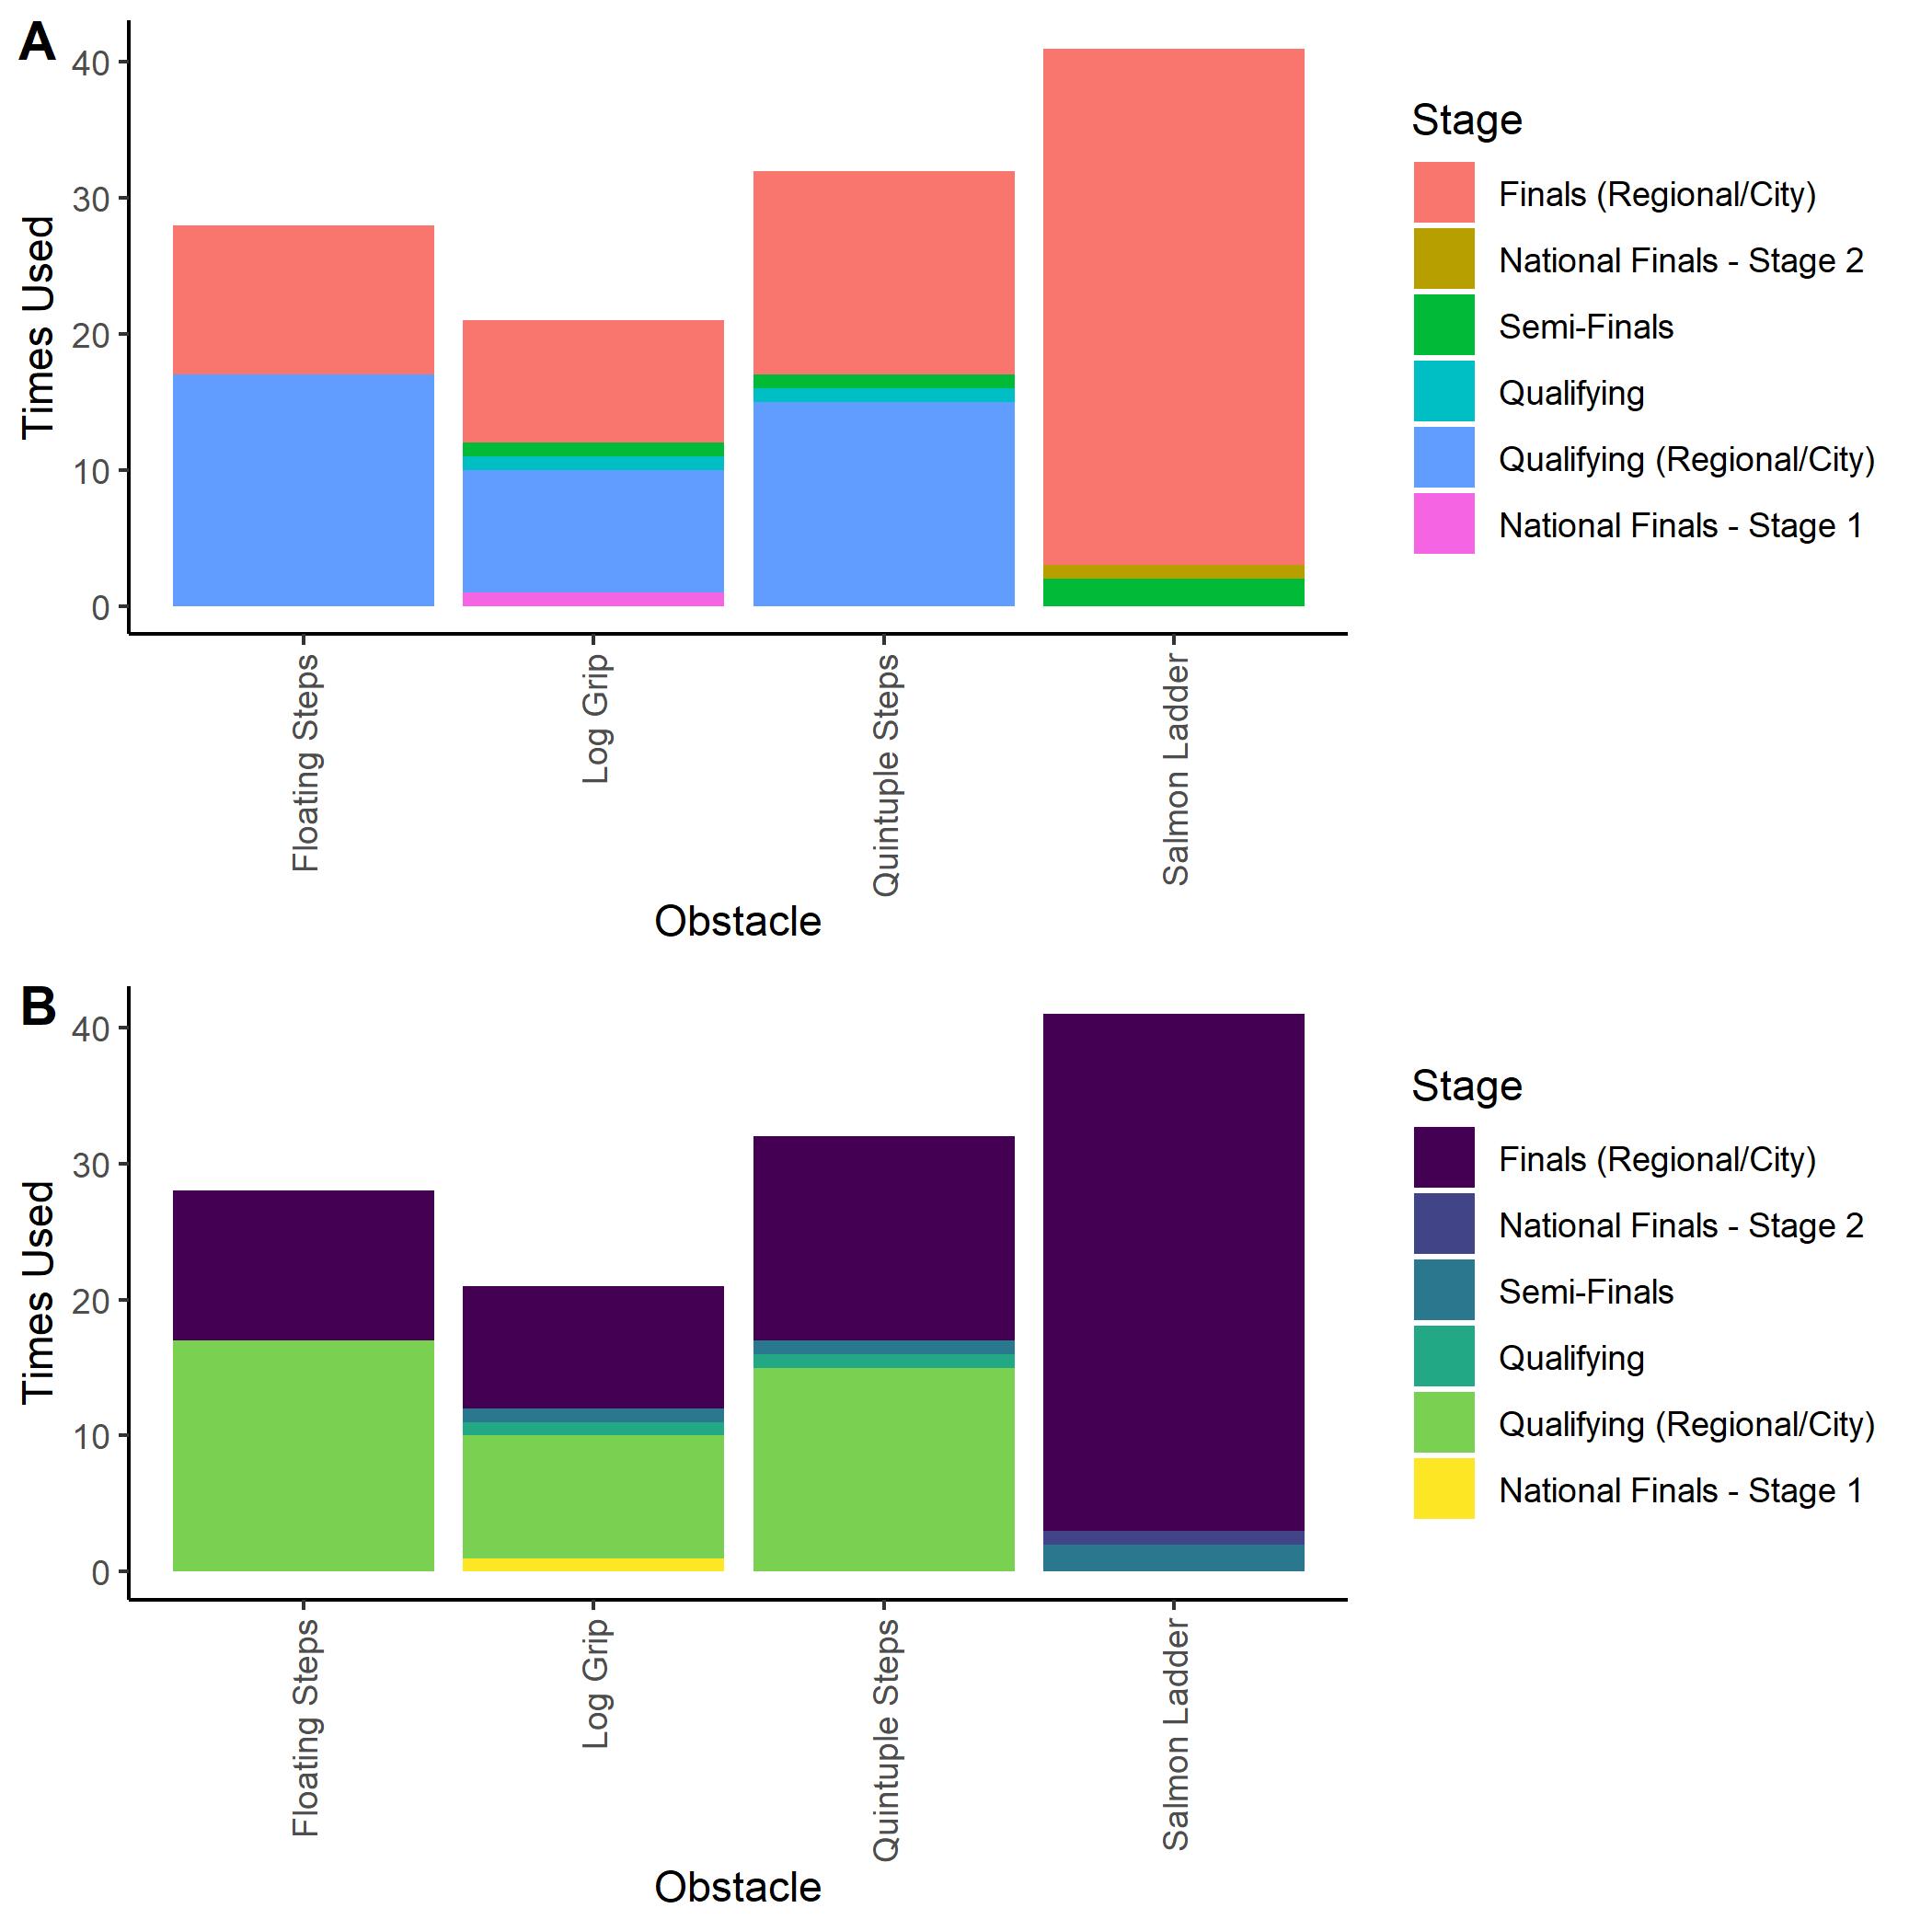 A
40
30
20
10
0
Times Used
Floating Steps
Log Grip
Quintuple Steps
Salmon Ladder
Obstacle
Stage
Finals (Regional/City)
National Finals - Stage 2
Semi-Finals
Qualifying
Qualifying (Regional/City)
National Finals - Stage 1
B
40
30
20
10
0
Times Used
Floating Steps
Log Grip
Quintuple Steps
Salmon Ladder
Obstacle
Stage
Finals (Regional/City)
National Finals - Stage 2
Semi-Finals
Qualifying
Qualifying (Regional/City)
National Finals - Stage 1